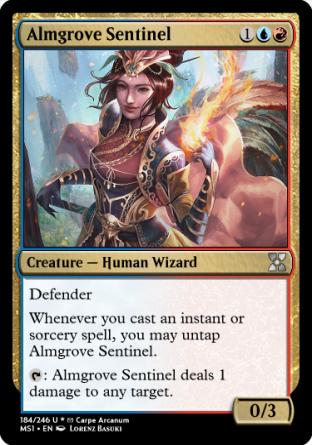 Almgrove Sentinel 1
Creature — Human Wizard
Defender
Whenever you cast an instant or
sorcery spell, you may untap
Almgrove Sentinel.
: Almgrove Sentinel deals 1
damage to any target.
184/246 U * Carpe Arcanum
MS1 • EN Lorenz Basuki
0/3